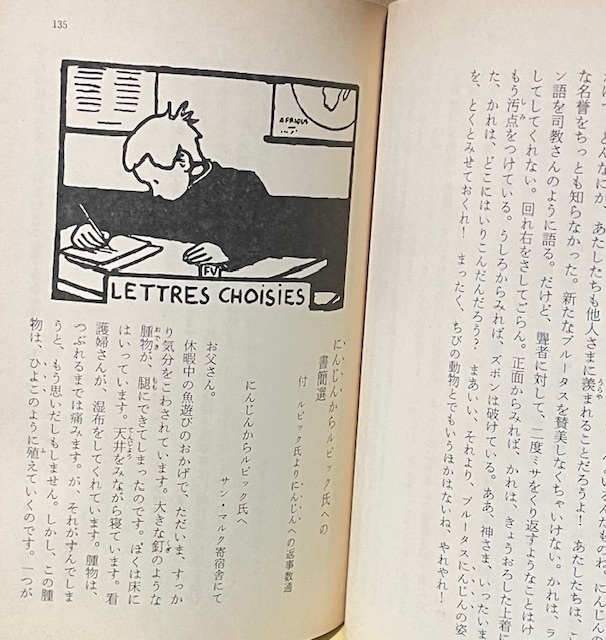 どんなにか、あたしたちも他人さまに羨まれることだろうよ！　あたしたちは、こ
な名誉をちっとも知らなかった。新たなブルータスを賛美しなくちゃいけない。かれは、ラ
ン語を司教さんのように語る。だけど、聾者に対して、二度ミサをくり返すようなことはけ
してしてくれない。回れ右をさしてごらん。正面からみれば、かれは、きょうおろした上着に
もう汚点をつけている。うしろからみれば、ズボンは破けている。ああ、神さま、いったいま
た、かれは、どこにはいりこんだんだろう？　まあいい、それより、ブルータスにんじんの姿
を、とくとみせておくれ！　まったく、ちびの動物とでもいうほかはないね、やれやれ！
135
AFRIQUE
FV
LETTRES CHOISIES
にんじんからルピック氏への
書簡選
付　ルピック氏よりにんじんへの返事数通
にんじんからルピック氏へ
サン・マルク寄宿舎にて
お父さん。
休暇中の魚遊びのおかげで、ただいま、すっか
り気分をこわされています。大きな釘のような
腫物が、腿にできてしまったのです。ぼくは床に
はいっています。天井をみながら寝ています。看
護婦さんが、湿布をしてくれています。腫物は、
つぶれるまでは痛みます。が、それがすんでしま
うと、もう思いだしもしません。しかし、この腫
物は、ひよこのように殖えていくのです。一つが